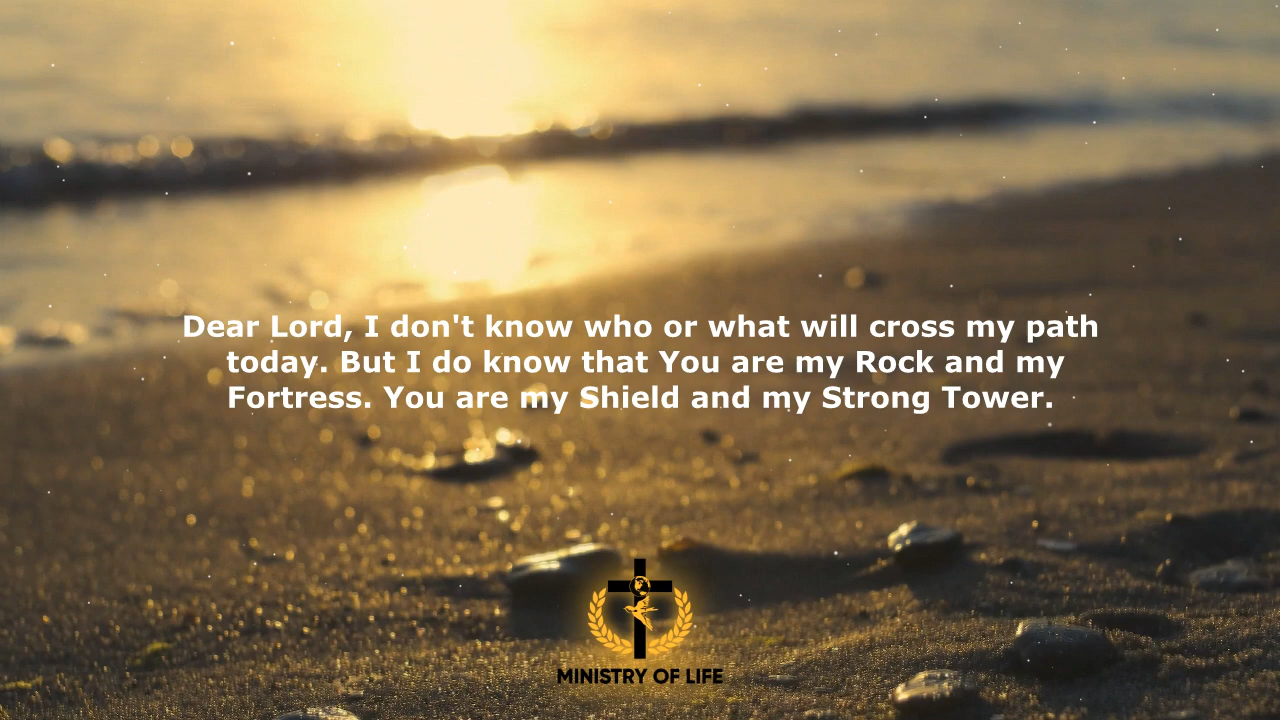 Dear Lord, I don't know who or what will cross my path
today. But I do know that You are my Rock and my
Fortress. You are my Shield and my Strong Tower.
MINISTRY OF LIFE